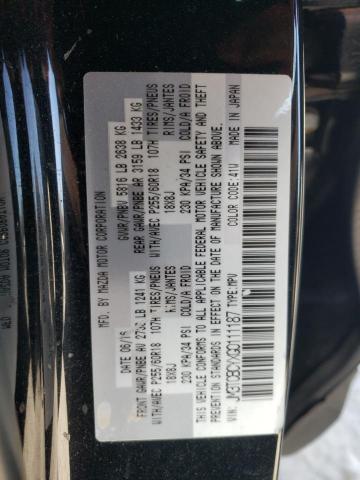 MFD BY MAZDA MOTOR CORPORATION
DATE 06/15 GVWR/PNBV 5816 LB 2638 KG
FRONT GAWR/PNBE AV LB 1241 KG REAR GAWR/PNBE AR 3159 LB 1433 KG
WITH/AVEC P255/60R18 107H TIRES/PNEUS WITH/AVEC P255/60R18 107H TIRES/PNEUS
18X8J RIMS/JANTES 18X8J RIMS/JANTES
230 KPA/34 PSI COLD/A FROID 230 KPA/34 PSI COLD/A FROID
THIS VEHICLE CONFORMS TO ALL APPLICABLE FEDERAL MOTOR VEHICLE SAFETY AND THEFT
PREVENTION STANDARDS IN EFFECT ON THE DATE OF MANUFACTURE SHOWN ABOVE.
TYPE:MPV COLOR CODE:41W MADE IN JAPAN